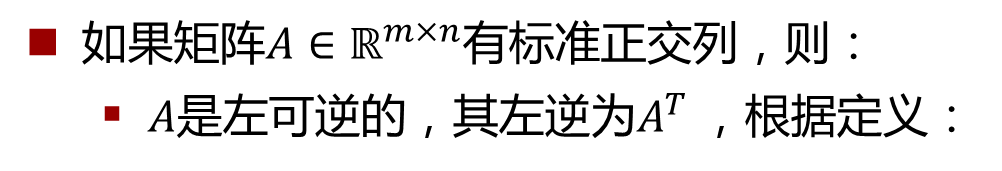 ■ 如果矩阵A ∈ ℝ^{m×n}有标准正交列，则：
▪ A是左可逆的，其左逆为A^T ，根据定义：